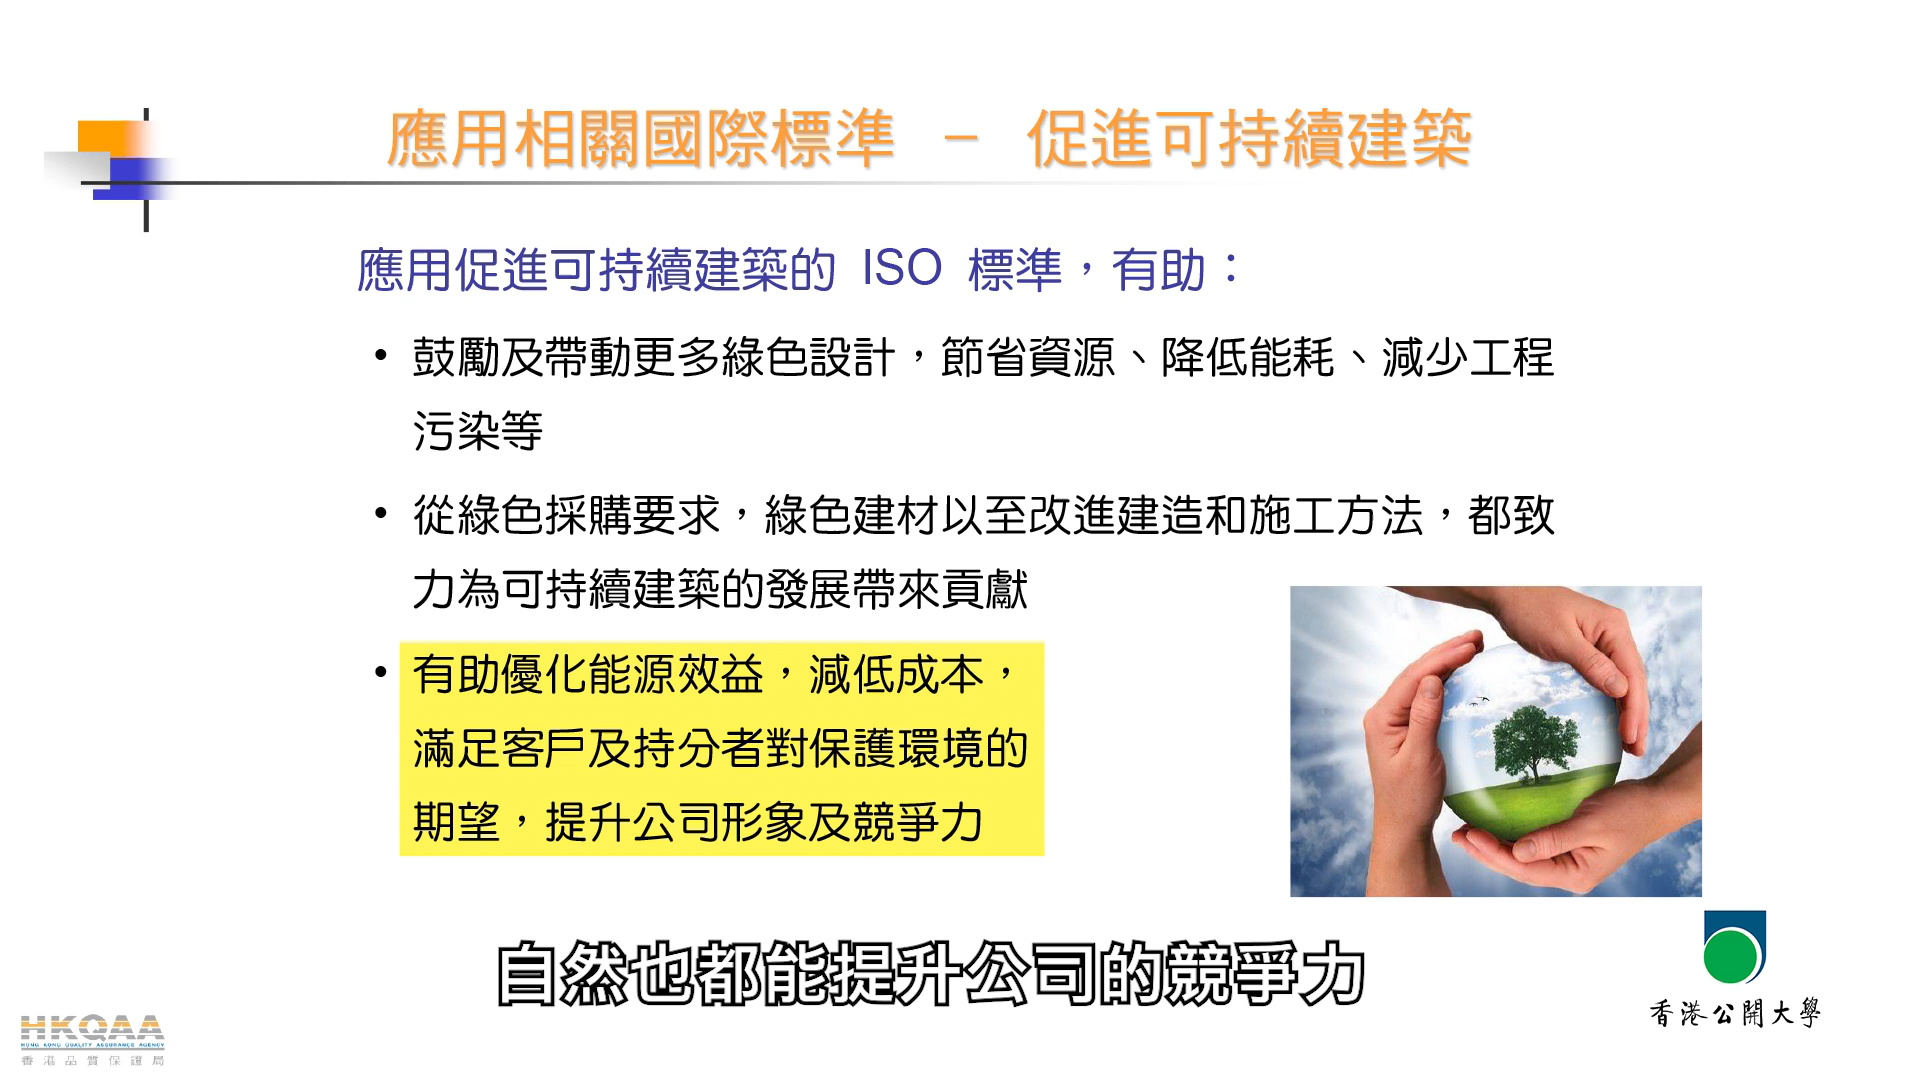 應用相關國際標準 – 促進可持續建築
應用促進可持續建築的 ISO 標準，有助：
• 鼓勵及帶動更多綠色設計，節省資源、降低能耗、減少工程
污染等
• 從綠色採購要求，綠色建材以至改進建造和施工方法，都致
力為可持續建築的發展帶來貢獻
• 有助優化能源效益，減低成本，
滿足客戶及持分者對保護環境的
期望，提升公司形象及競爭力
自然也都能提升公司的競爭力
香港公開大學
HKQAA
HONG KONG QUALITY ASSURANCE AGENCY
香港品質保證局